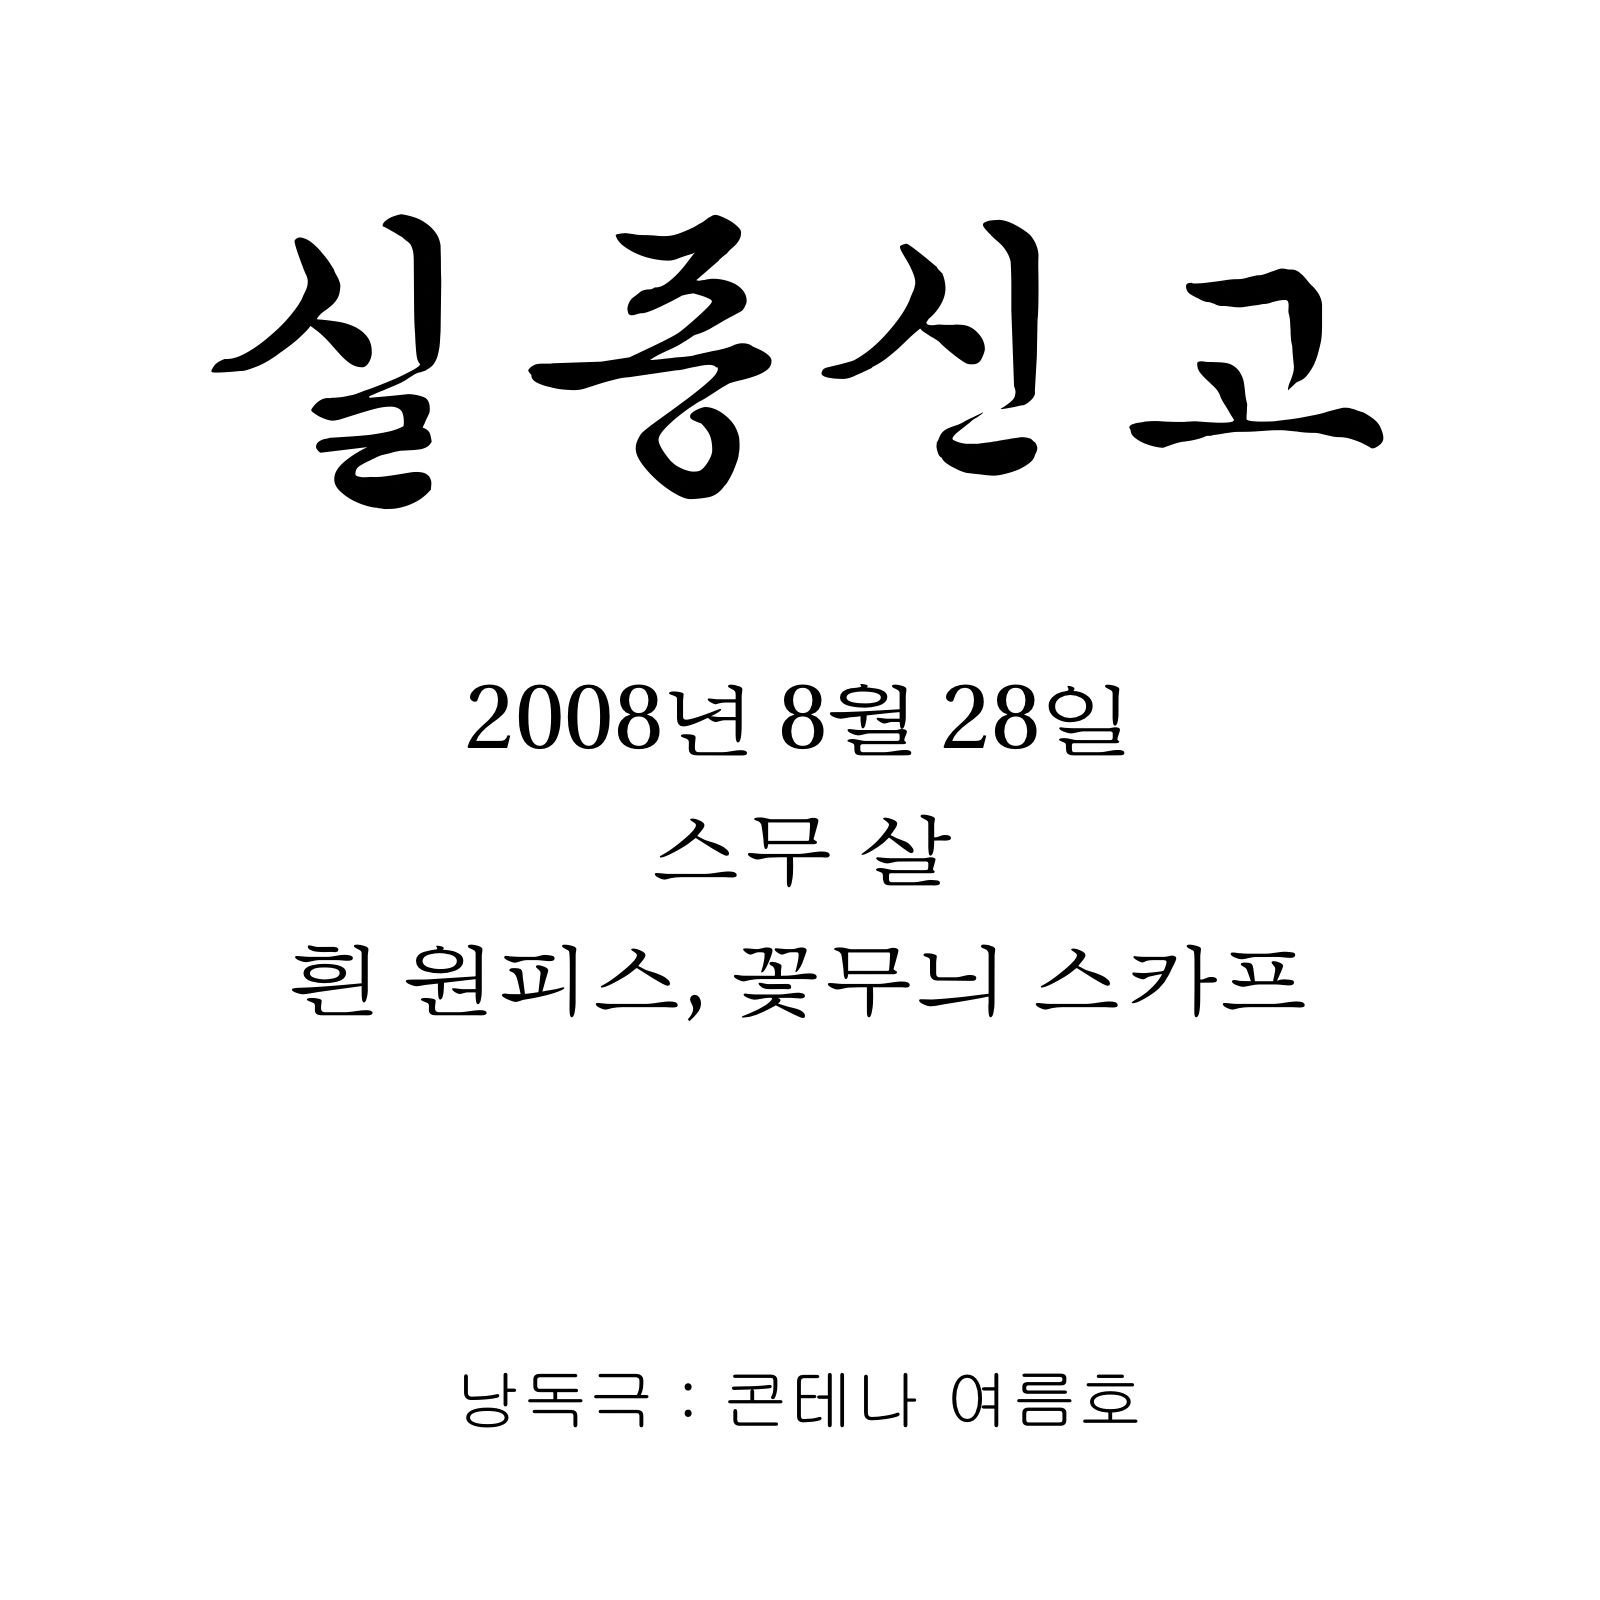 실종신고
2008년 8월 28일
스무 살
흰 원피스, 꽃무늬 스카프
낭독극 : 콘테나 여름호